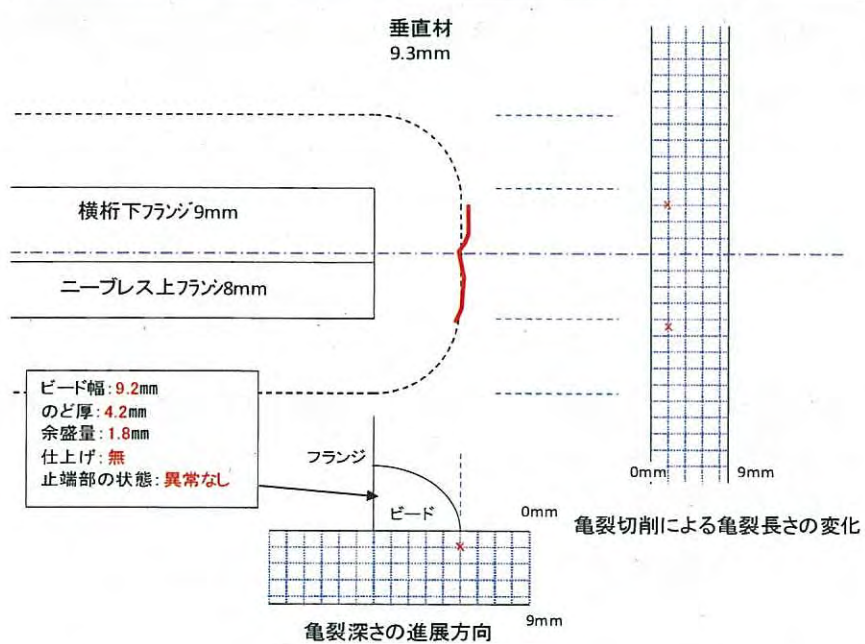 垂直材
9.3mm
横桁下フランジ9mm
ニーブレス上フランジ8mm
ビード幅:9.2mm
のど厚:4.2mm
余盛量:1.8mm
仕上げ:無
止端部の状態:異常なし
フランジ
ビード
0mm
9mm
0mm
9mm
亀裂切削による亀裂長さの変化
亀裂深さの進展方向